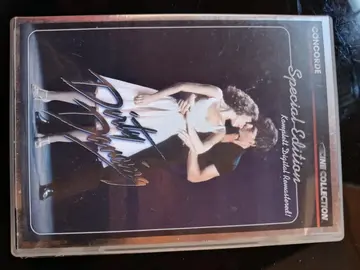 CONCORDE
CINE COLLECTION
Special Edition
Komplett Digital Remastered!
Dirty
Dancing